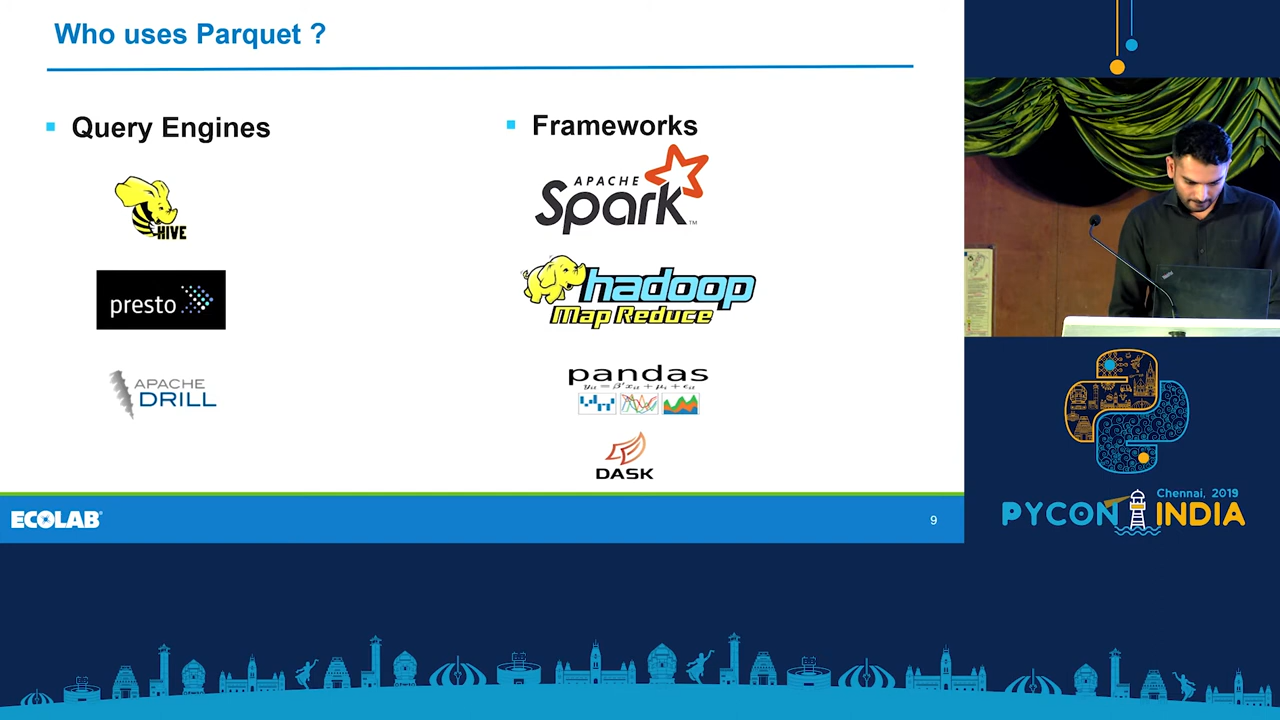 Who uses Parquet ?
Query Engines
HIVE
presto
APACHE
DRILL
Frameworks
APACHE
Spark™
hadoop
Map Reduce
pandas
DASK
ECOLAB®
9
Chennai, 2019
PYCON INDIA